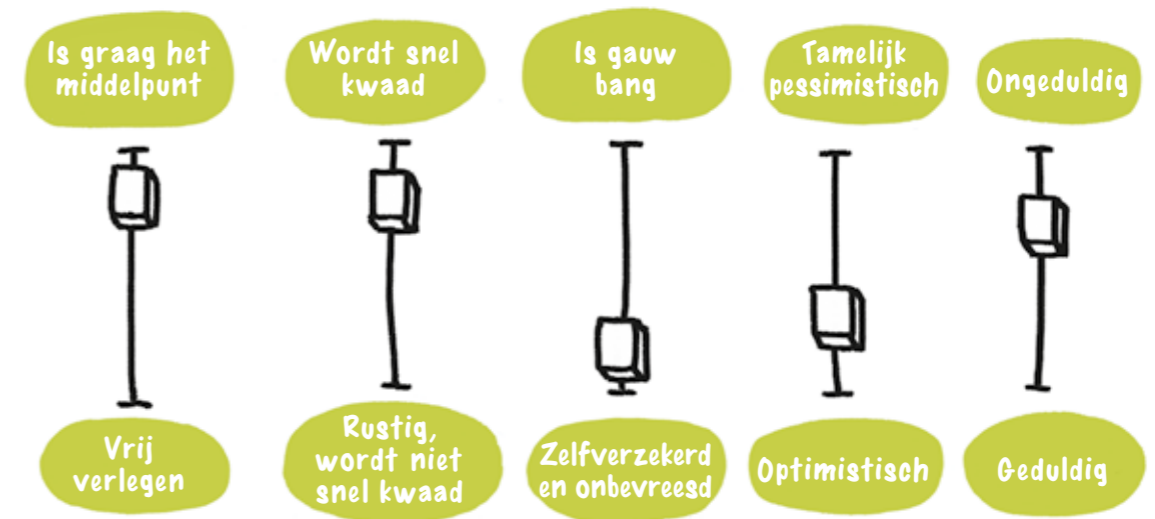 Is graag het
middelpunt
Wordt snel
kwaad
Is gauw
bang
Tamelijk
pessimistisch
Ongeduldig
Vrij
verlegen
Rustig,
wordt niet
snel kwaad
Zelfverzekerd
en onbevreesd
Optimistisch
Geduldig